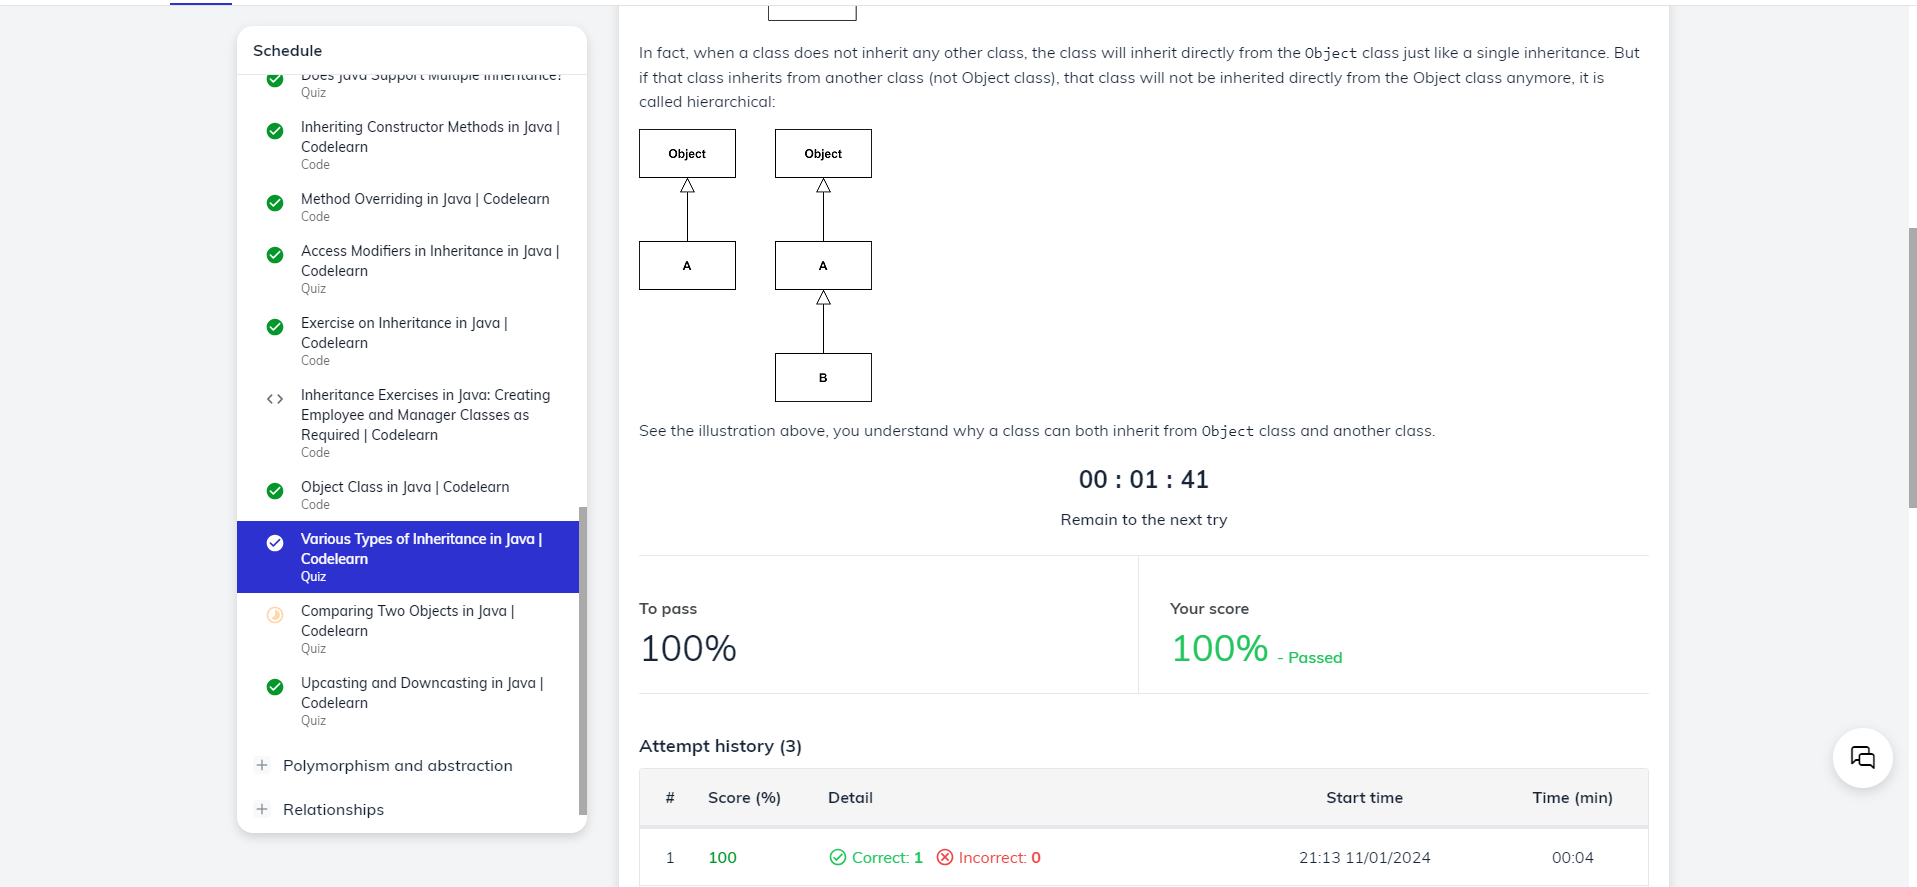 Schedule
Does Java Support Multiple Inheritance?
Quiz
Inheriting Constructor Methods in Java |
Codelearn
Code
Method Overriding in Java | Codelearn
Code
Access Modifiers in Inheritance in Java |
Codelearn
Quiz
Exercise on Inheritance in Java |
Codelearn
Code
Inheritance Exercises in Java: Creating
Employee and Manager Classes as
Required | Codelearn
Code
Object Class in Java | Codelearn
Code
Various Types of Inheritance in Java |
Codelearn
Quiz
Comparing Two Objects in Java |
Codelearn
Quiz
Upcasting and Downcasting in Java |
Codelearn
Quiz
Polymorphism and abstraction
Relationships
In fact, when a class does not inherit any other class, the class will inherit directly from the Object class just like a single inheritance. But
if that class inherits from another class (not Object class), that class will not be inherited directly from the Object class anymore, it is
called hierarchical:
Object Object
A A
B
See the illustration above, you understand why a class can both inherit from Object class and another class.
00 : 01 : 41
Remain to the next try
To pass
100%
Your score
100% - Passed
Attempt history (3)
# Score (%) Detail Start time Time (min)
1 100 Correct: 1 Incorrect: 0 21:13 11/01/2024 00:04